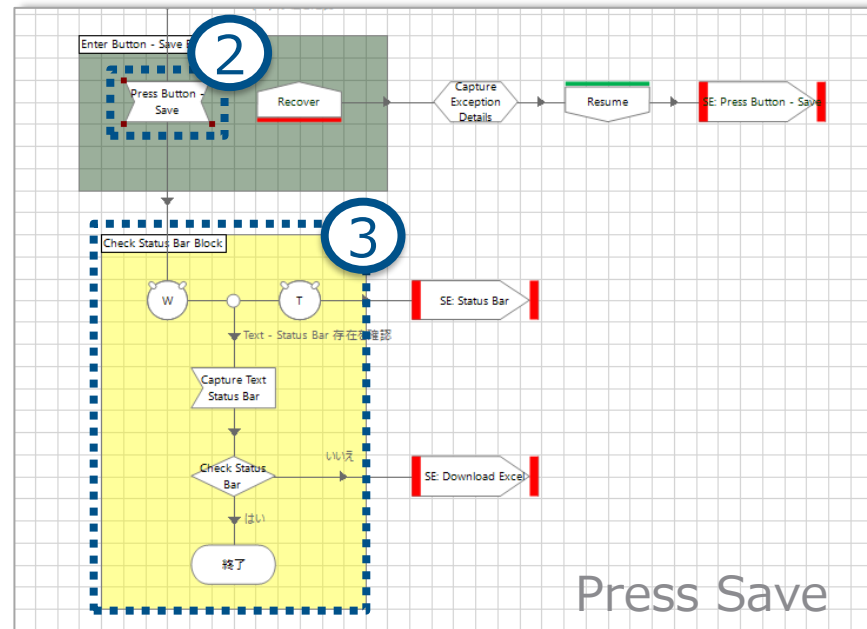 Enter Button - Save
2
Press Button -
Save
Recover
Capture
Exception
Details
Resume
SE: Press Button - Save
3
Check Status Bar Block
W
T
SE: Status Bar
Text - Status Bar 存在を確認
Capture Text
Status Bar
いいえ
Check Status
Bar
SE: Download Excel
はい
終了
Press Save